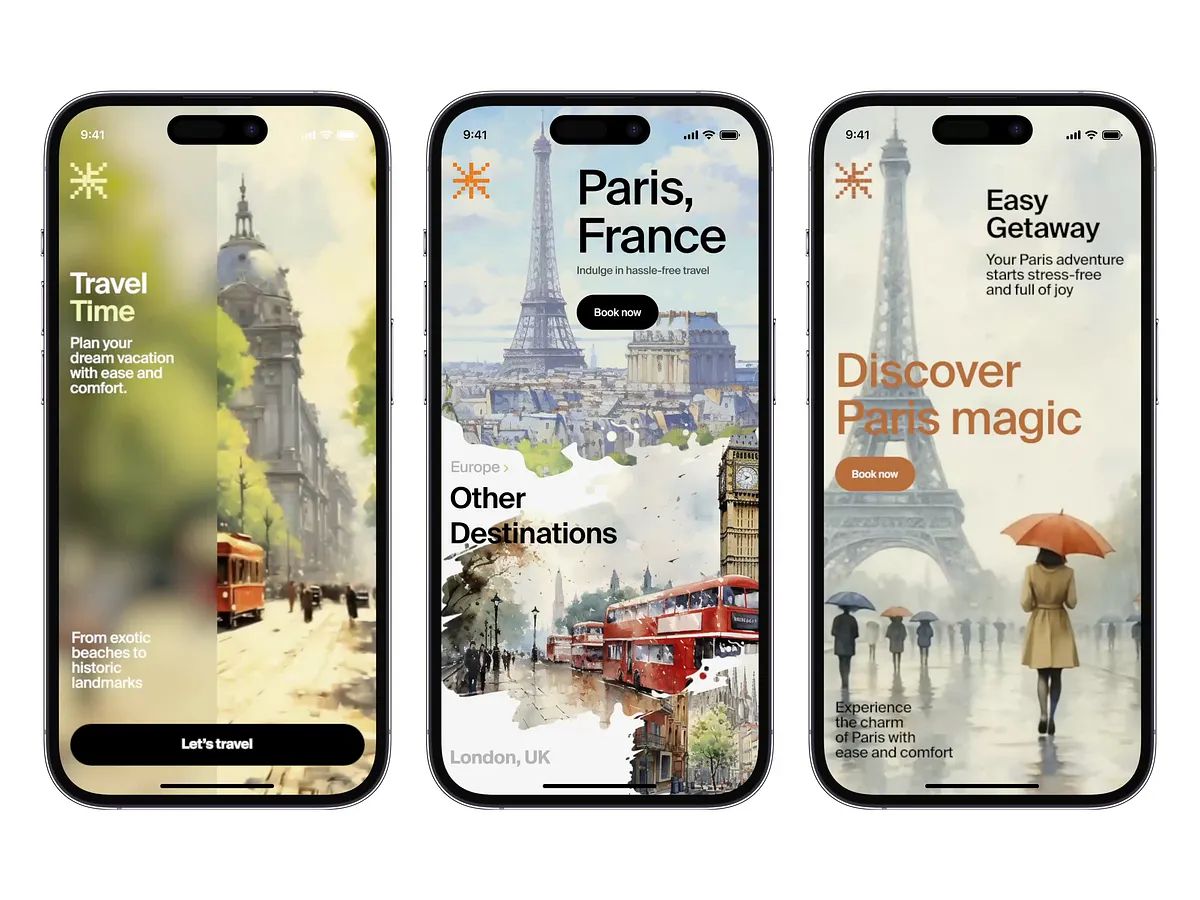 9:41
Travel
Time
Plan your
dream vacation
with ease and
comfort.
From exotic
beaches to
historic
landmarks
Let's travel
9:41
Paris,
France
Indulge in hassle-free travel
Book now
Europe ›
Other
Destinations
London, UK
9:41
Easy
Getaway
Your Paris adventure
starts stress-free
and full of joy
Discover
Paris magic
Book now
Experience
the charm
of Paris with
ease and comfort